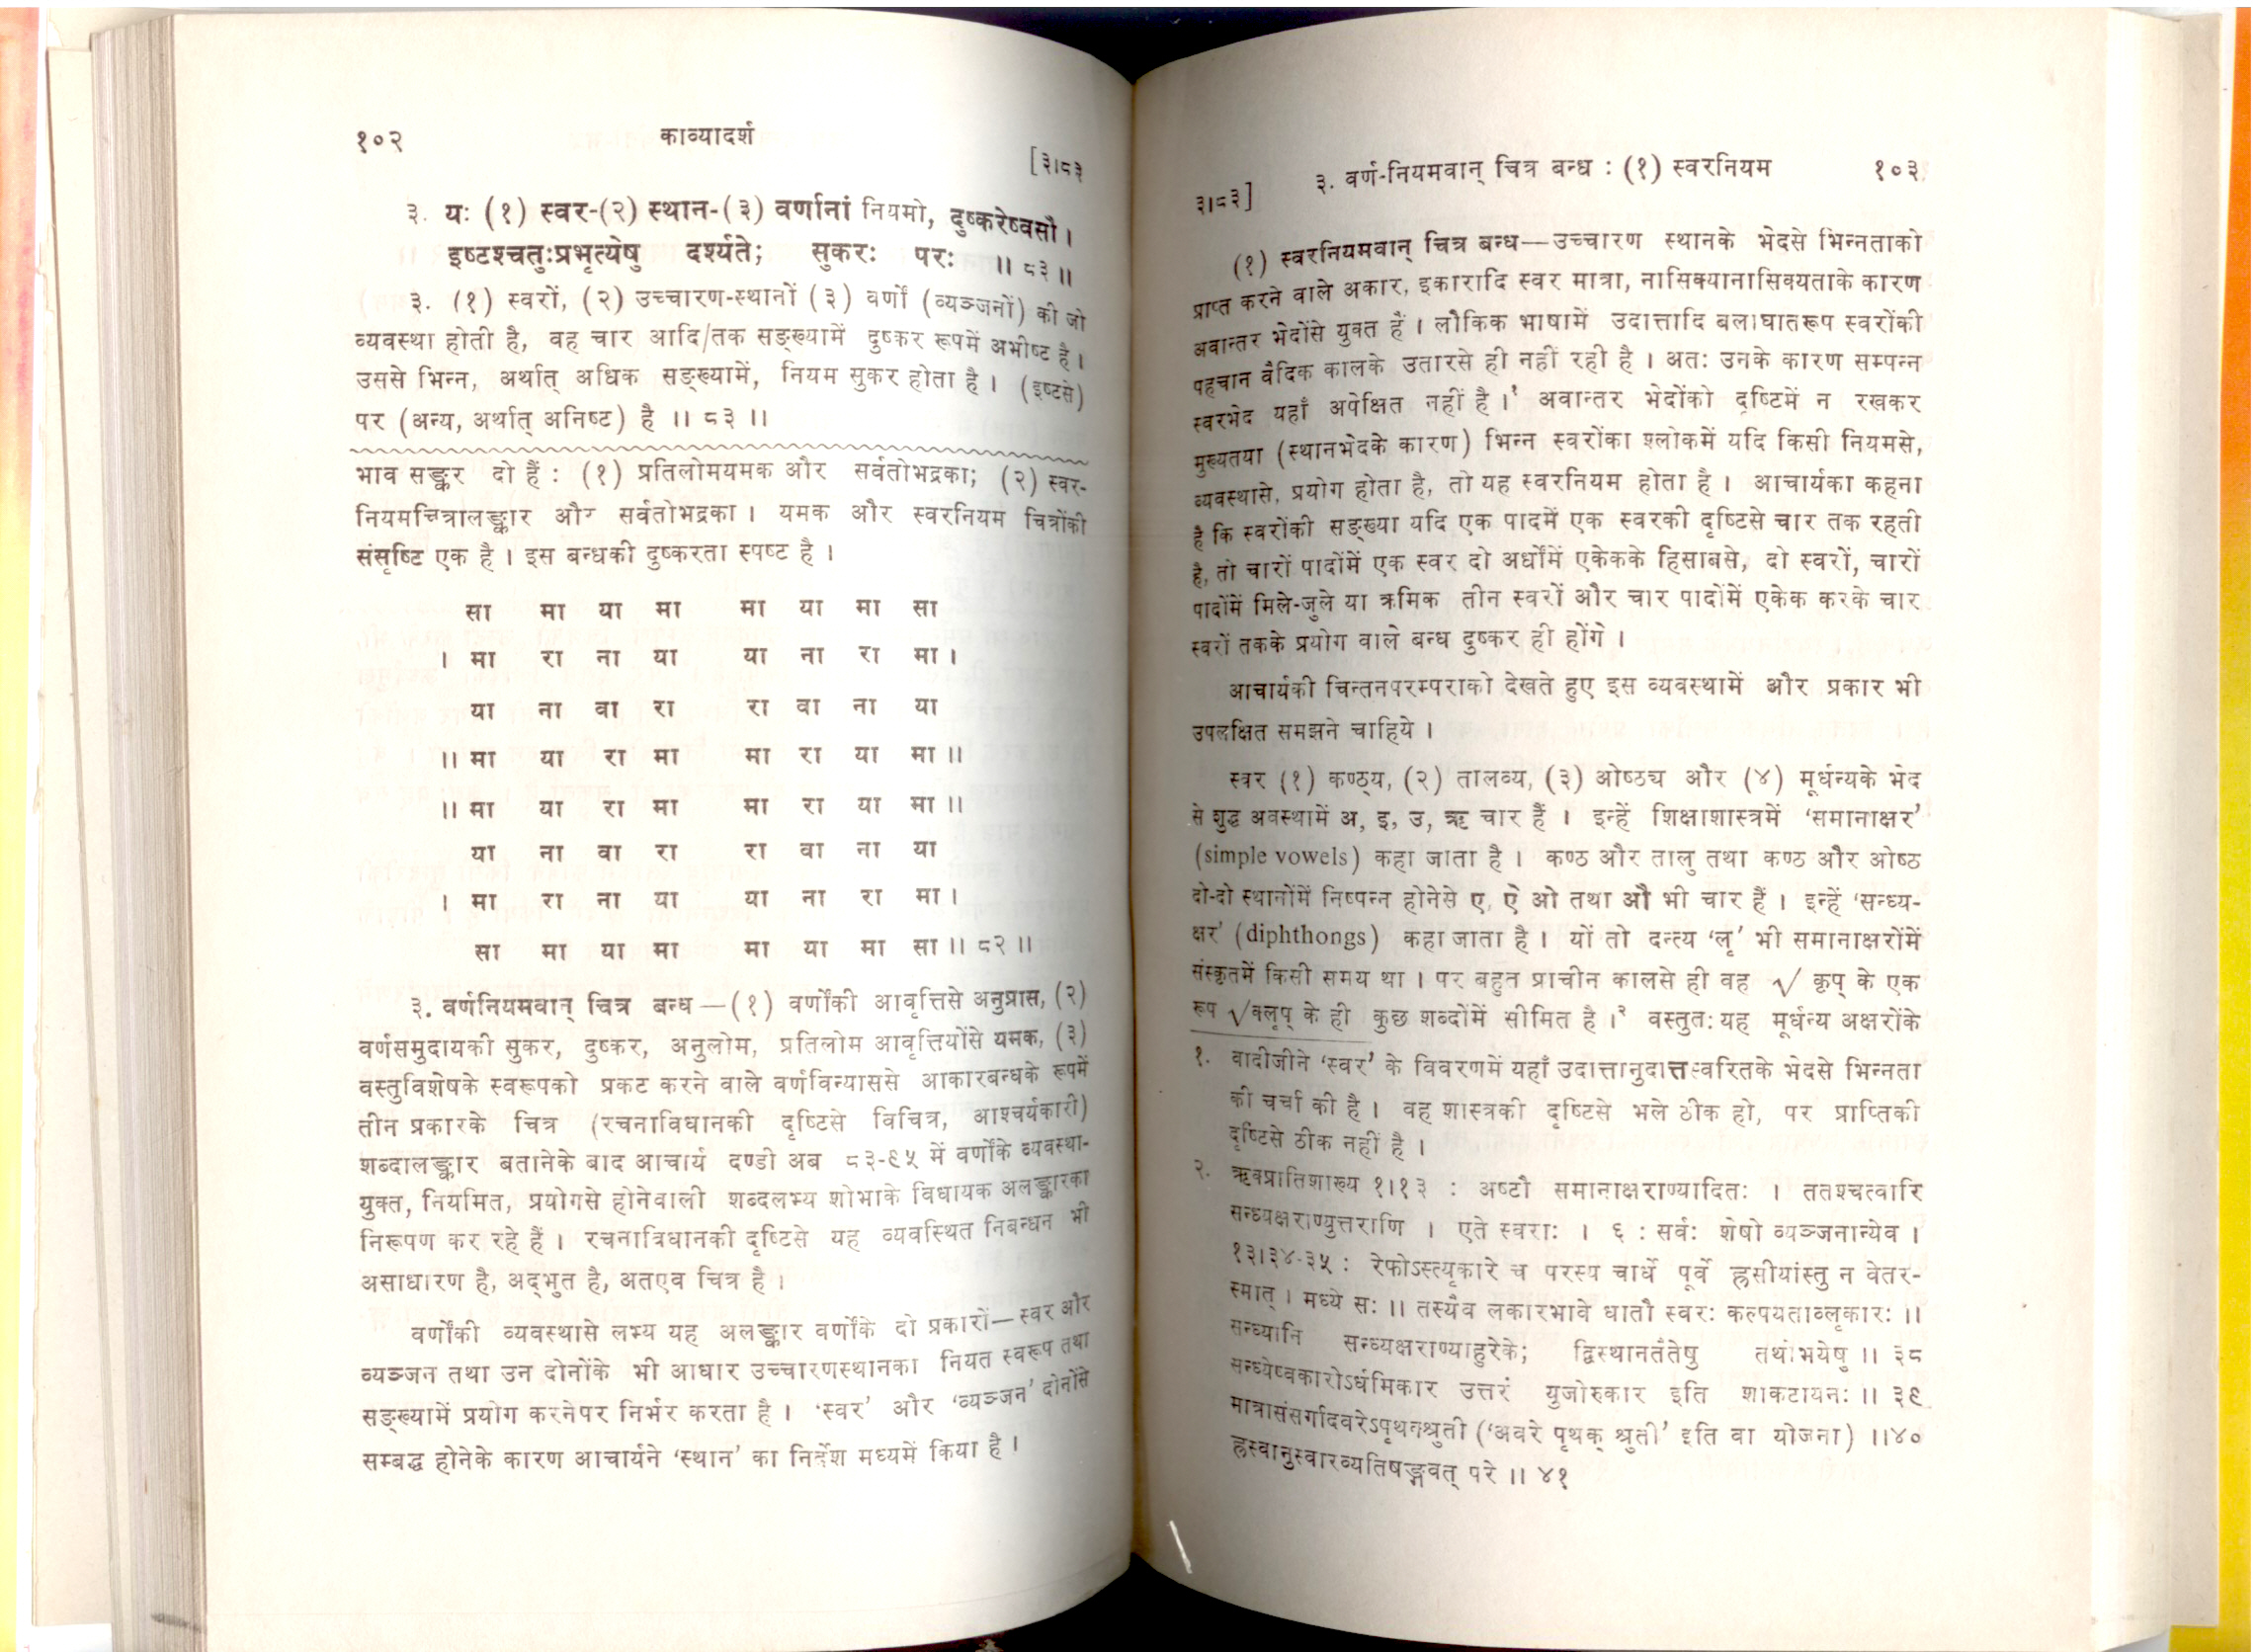 १०२
काव्यादर्श
[३।८३
३. यः (१) स्वर-(२) स्थान-(३) वर्णानां नियमो, दुष्करेष्वसौ ।
इष्टश्चतुःप्रभृत्येषु दर्श्यते; सुकरः परः ॥ ८३ ॥
३. (१) स्वरों, (२) उच्चारण-स्थानों (३) वर्णों (व्यञ्जनों) की जो
व्यवस्था होती है, वह चार आदि/तक सङ्ख्यामें दुष्कर रूपमें अभीष्ट है ।
उससे भिन्न, अर्थात् अधिक सङ्ख्यामें, नियम सुकर होता है । (इष्टसे)
पर (अन्य, अर्थात् अनिष्ट) है ॥ ८३ ॥
भाव सङ्कर दो हैं : (१) प्रतिलोमयमक और सर्वतोभद्रका; (२) स्वर-
नियमचित्रालङ्कार और सर्वतोभद्रका । यमक और स्वरनियम चित्रोंकी
संसृष्टि एक है । इस बन्धकी दुष्करता स्पष्ट है ।
सा मा या मा मा या मा सा
। मा रा ना या या ना रा मा ।
या ना वा रा रा वा ना या
॥ मा या रा मा मा रा या मा ॥
॥ मा या रा मा मा रा या मा ॥
या ना वा रा रा वा ना या
। मा रा ना या या ना रा मा ।
सा मा या मा मा या मा सा ॥ ८२ ॥
३. वर्णनियमवान् चित्र बन्ध—(१) वर्णोंकी आवृत्तिसे अनुप्रास, (२)
वर्णसमुदायकी सुकर, दुष्कर, अनुलोम, प्रतिलोम आवृत्तियोंसे यमक, (३)
वस्तुविशेषके स्वरूपको प्रकट करने वाले वर्णविन्याससे आकारबन्धके रूपमें
तीन प्रकारके चित्र (रचनाविधानकी दृष्टिसे विचित्र, आश्चर्यकारी)
शब्दालङ्कार बतानेके बाद आचार्य दण्डी अब ८३-९५ में वर्णोंके व्यवस्था-
युक्त, नियमित, प्रयोगसे होनेवाली शब्दलभ्य शोभाके विधायक अलङ्कारका
निरूपण कर रहे हैं । रचनाविधानकी दृष्टिसे यह व्यवस्थित निबन्धन भी
असाधारण है, अद्भुत है, अतएव चित्र है ।
वर्णोंकी व्यवस्थासे लभ्य यह अलङ्कार वर्णोंके दो प्रकारों—स्वर और
व्यञ्जन तथा उन दोनोंके भी आधार उच्चारणस्थानका नियत स्वरूप तथा
सङ्ख्यामें प्रयोग करनेपर निर्भर करता है । ‘स्वर’ और ‘व्यञ्जन’ दोनोंसे
सम्बद्ध होनेके कारण आचार्यने ‘स्थान’ का निर्देश मध्यमें किया है ।
३।८३]
३. वर्ण-नियमवान् चित्र बन्ध : (१) स्वरनियम
१०३
(१) स्वरनियमवान् चित्र बन्ध—उच्चारण स्थानके भेदसे भिन्नताको
प्राप्त करने वाले अकार, इकारादि स्वर मात्रा, नासिक्यानासिक्यताके कारण
अवान्तर भेदोंसे युक्त हैं । लौकिक भाषामें उदात्तादि बलाघातरूप स्वरोंकी
पहचान वैदिक कालके उतारसे ही नहीं रही है । अतः उनके कारण सम्पन्न
स्वरभेद यहाँ अपेक्षित नहीं है ।¹ अवान्तर भेदोंको दृष्टिमें न रखकर
मुख्यतया (स्थानभेदके कारण) भिन्न स्वरोंका श्लोकमें यदि किसी नियमसे,
व्यवस्थासे, प्रयोग होता है, तो यह स्वरनियम होता है । आचार्यका कहना
है कि स्वरोंकी सङ्ख्या यदि एक पादमें एक स्वरकी दृष्टिसे चार तक रहती
है, तो चारों पादोंमें एक स्वर दो अर्धोंमें एकेकके हिसाबसे, दो स्वरों, चारों
पादोंमें मिले-जुले या क्रमिक तीन स्वरों और चार पादोंमें एकेक करके चार
स्वरों तकके प्रयोग वाले बन्ध दुष्कर ही होंगे ।
आचार्यकी चिन्तनपरम्पराको देखते हुए इस व्यवस्थामें और प्रकार भी
उपलक्षित समझने चाहिये ।
स्वर (१) कण्ठ्य, (२) तालव्य, (३) ओष्ठ्य और (४) मूर्धन्यके भेद
से शुद्ध अवस्थामें अ, इ, उ, ऋ चार हैं । इन्हें शिक्षाशास्त्रमें ‘समानाक्षर’
(simple vowels) कहा जाता है । कण्ठ और तालु तथा कण्ठ और ओष्ठ
दो-दो स्थानोंमें निष्पन्न होनेसे ए, ऐ ओ तथा औ भी चार हैं । इन्हें ‘सन्ध्य-
क्षर’ (diphthongs) कहा जाता है । यों तो दन्त्य ‘लृ’ भी समानाक्षरोंमें
संस्कृतमें किसी समय था । पर बहुत प्राचीन कालसे ही वह √ कृप् के एक
रूप √क्लृप् के ही कुछ शब्दोंमें सीमित है ।² वस्तुतः यह मूर्धन्य अक्षरोंके
१. वादीजीने ‘स्वर’ के विवरणमें यहाँ उदात्तानुदात्तस्वरितके भेदसे भिन्नता
की चर्चा की है । वह शास्त्रकी दृष्टिसे भले ठीक हो, पर प्राप्तिकी
दृष्टिसे ठीक नहीं है ।
२. ऋक्प्रातिशाख्य १।१३ : अष्टौ समानाक्षराण्यादितः । ततश्चत्वारि
सन्ध्यक्षराण्युत्तराणि । एते स्वराः । ६ : सर्वः शेषो व्यञ्जनान्येव ।
१३।३४-३५ : रेफोऽस्त्यृकारे च परस्य चार्धे पूर्वे ह्रसीयांस्तु न वेतर-
स्मात् । मध्ये सः ॥ तस्यैव लकारभावे धातौ स्वरः कल्पयताव्लृकारः ॥
सन्ध्यानि सन्ध्यक्षराण्याहुरेके; द्विस्थानतैतेषु तथोभयेषु ॥ ३८
सन्ध्येष्वकारोऽर्धमिकार उत्तरं युजोरुकार इति शाकटायनः ॥ ३९
मात्रासंसर्गादवरेऽपृथक्श्रुती (‘अवरे पृथक् श्रुती’ इति वा योजना) ॥४०
ह्रस्वानुस्वारव्यतिषङ्गवत् परे ॥ ४१